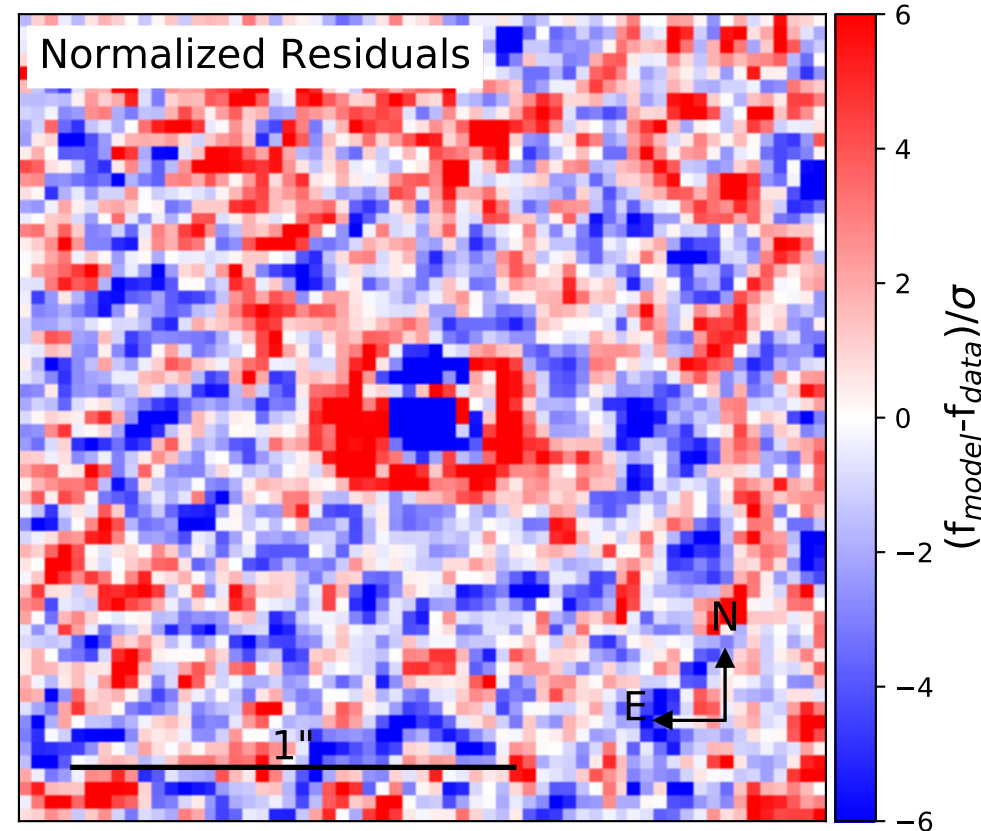 Normalized Residuals
N
E
1"
6
4
2
0
−2
−4
−6
(f_model-f_data)/σ